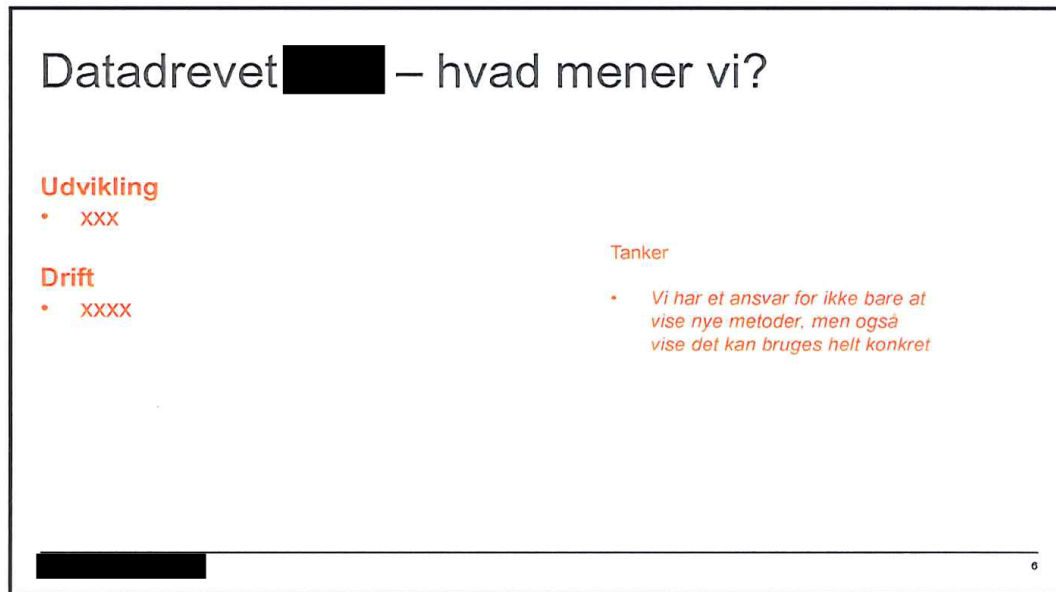 Datadrevet – hvad mener vi?
Udvikling
• xxx
Drift
• xxxx
Tanker
• Vi har et ansvar for ikke bare at
vise nye metoder, men også
vise det kan bruges helt konkret
6